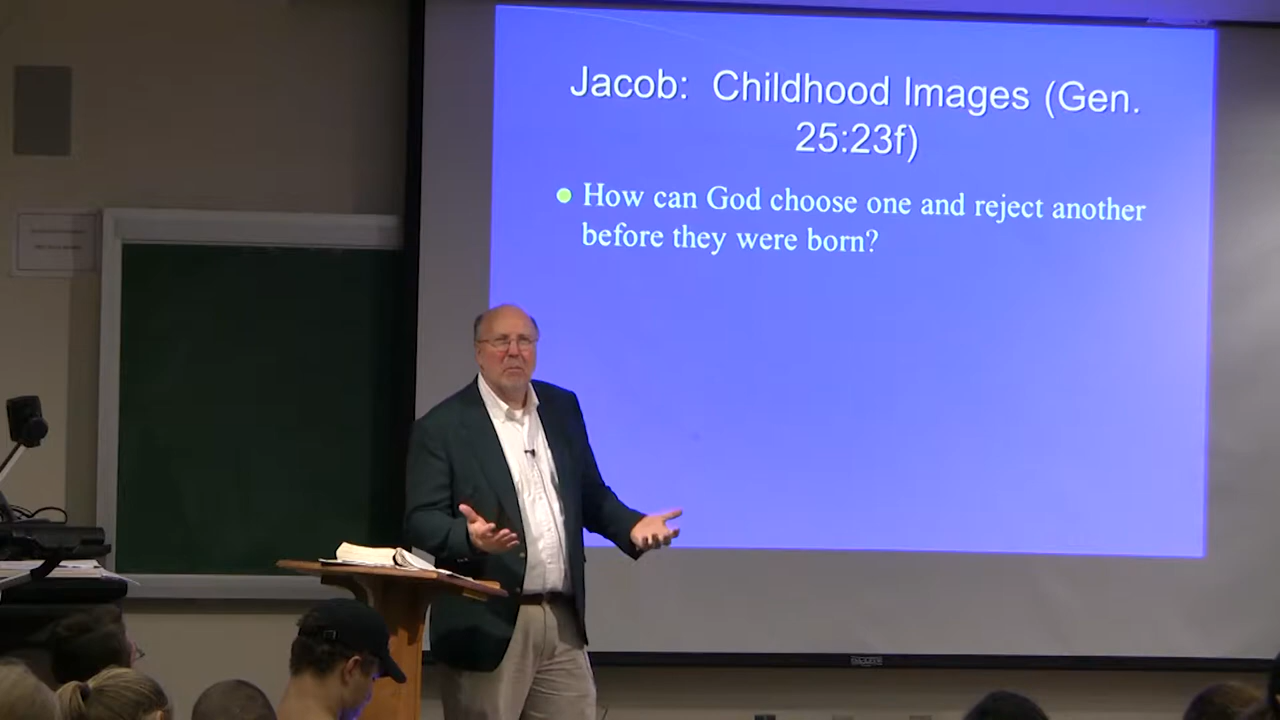 Jacob: Childhood Images (Gen.
25:23f)
How can God choose one and reject another
before they were born?